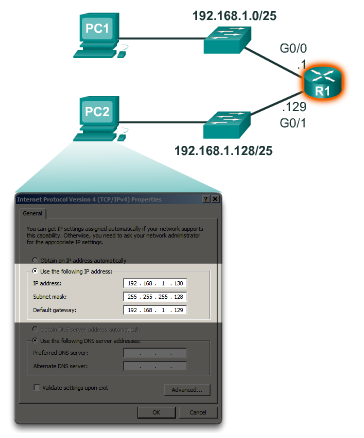 192.168.1.0/25
PC1
G0/0
.1
R1
PC2
.129
G0/1
192.168.1.128/25
Internet Protocol Version 4 (TCP/IPv4) Properties
General
You can get IP settings assigned automatically if your network supports
this capability. Otherwise, you need to ask your network administrator
for the appropriate IP settings.
Obtain an IP address automatically
Use the following IP address:
IP address: 192 . 168 . 1 . 130
Subnet mask: 255 . 255 . 255 . 128
Default gateway: 192 . 168 . 1 . 129
Obtain DNS server address automatically
Use the following DNS server addresses:
Preferred DNS server:
Alternate DNS server:
Validate settings upon exit
Advanced...
OK Cancel